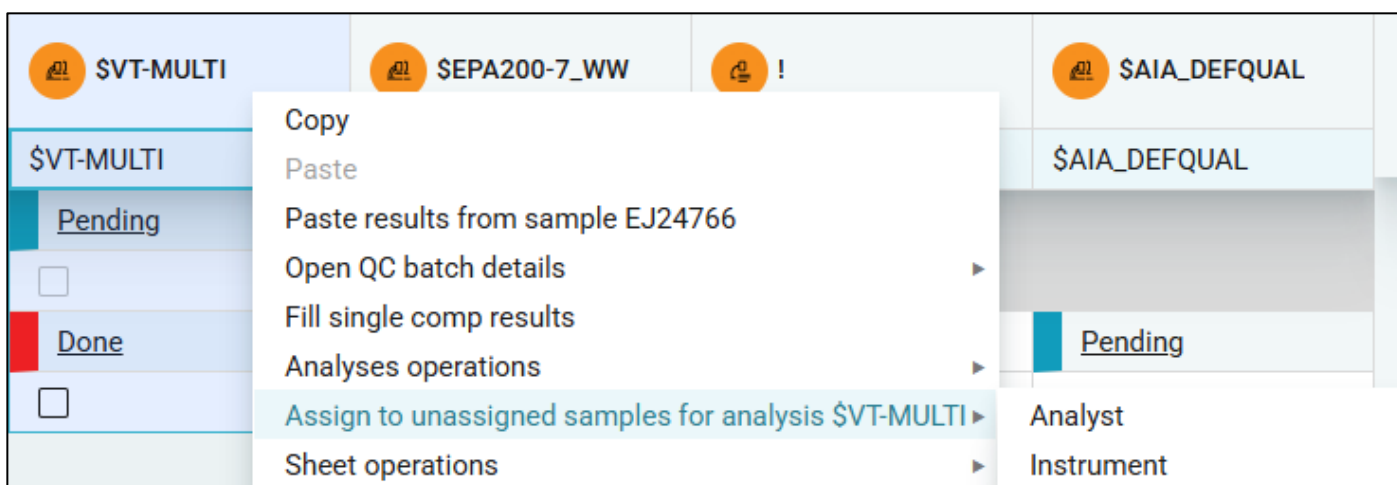 $VT-MULTI
$EPA200-7_WW
!
$AIA_DEFQUAL
$VT-MULTI
$AIA_DEFQUAL
Pending
Done
Pending
Copy
Paste
Paste results from sample EJ24766
Open QC batch details
Fill single comp results
Analyses operations
Assign to unassigned samples for analysis $VT-MULTI
Sheet operations
Analyst
Instrument